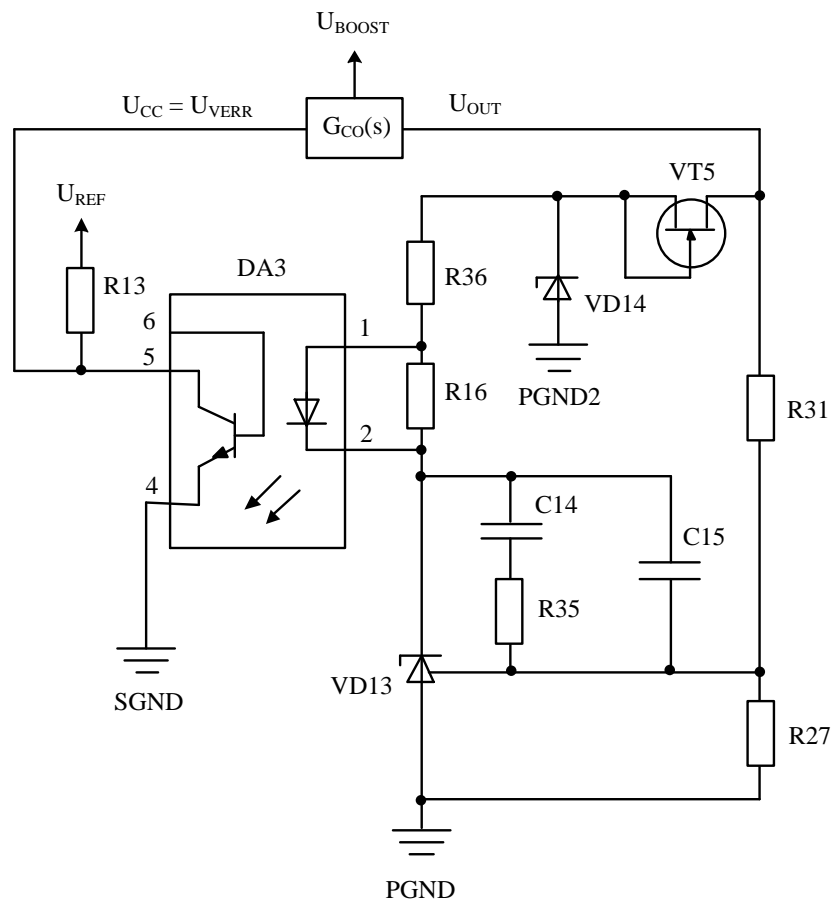 U_BOOST
U_CC = U_VERR
G_CO(s)
U_OUT
VT5
U_REF
R13
DA3
R36
VD14
6
5
1
R16
PGND2
R31
2
4
C14
C15
R35
VD13
SGND
R27
PGND